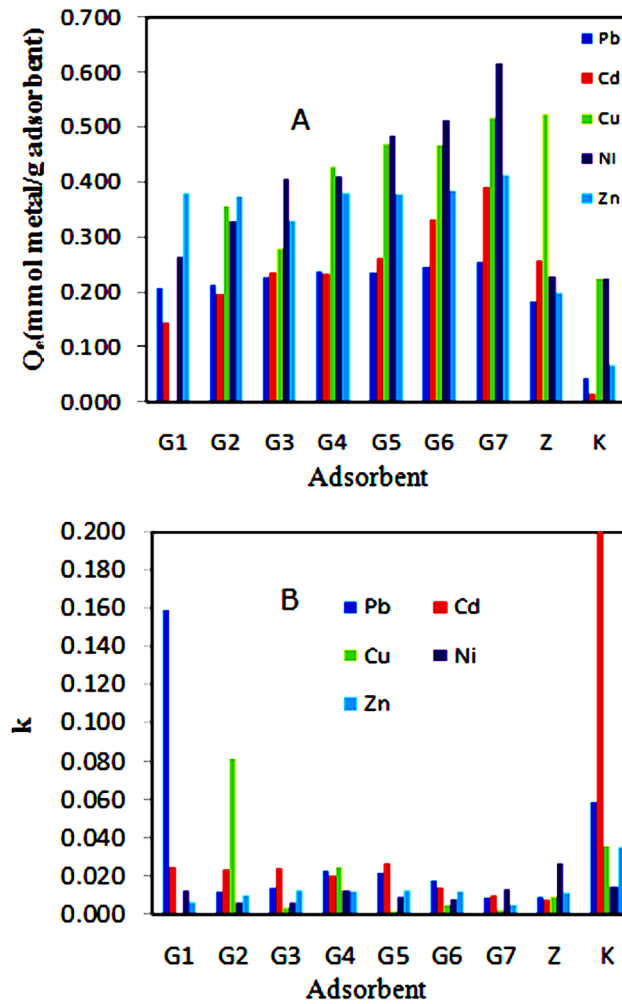 Qe(mmol metal/g adsorbent)
0.700
0.600
0.500
0.400
0.300
0.200
0.100
0.000
A
Pb
Cd
Cu
NI
Zn
G1 G2 G3 G4 G5 G6 G7 Z K
Adsorbent
k
0.200
0.180
0.160
0.140
0.120
0.100
0.080
0.060
0.040
0.020
0.000
B
Pb Cd
Cu Ni
Zn
G1 G2 G3 G4 G5 G6 G7 Z K
Adsorbent